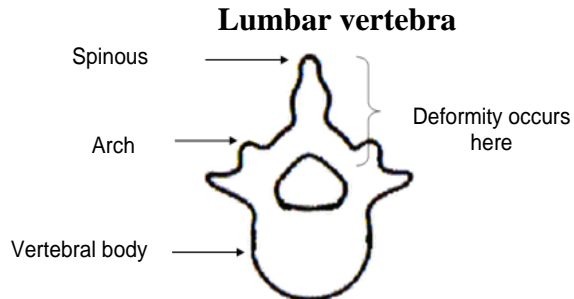 Lumbar vertebra
Spinous
Arch
Deformity occurs
here
Vertebral body